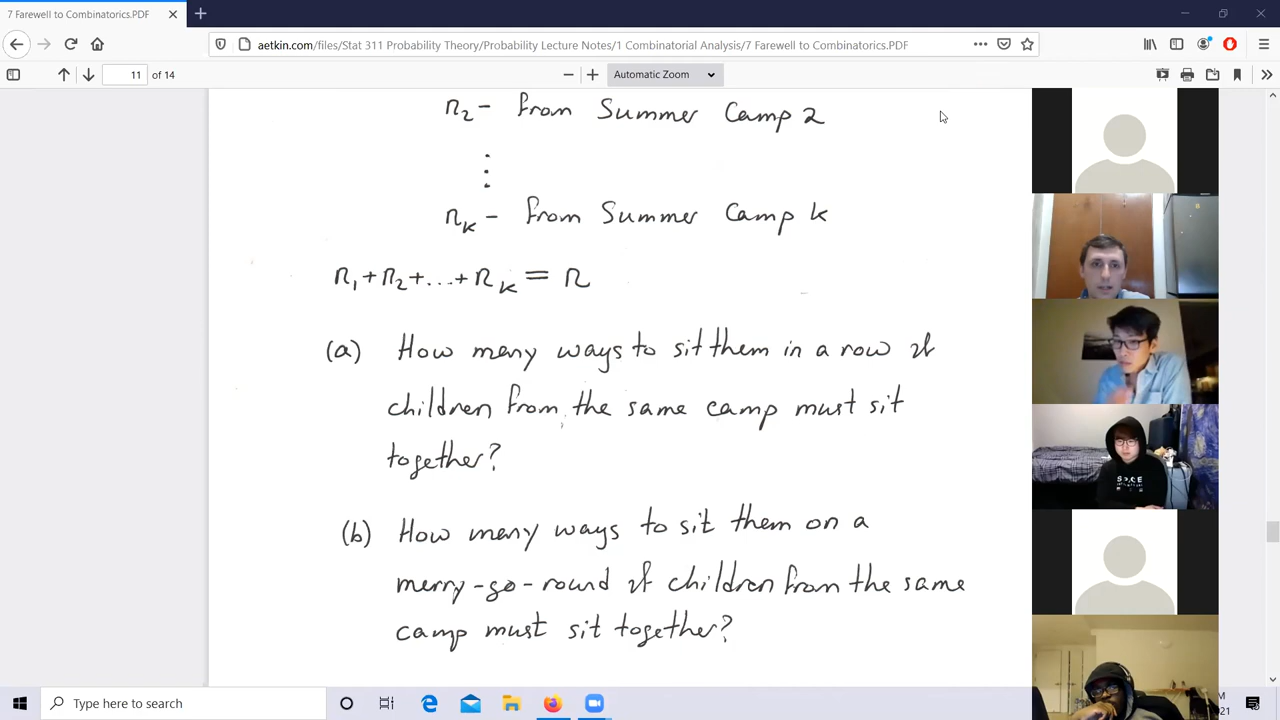 7 Farewell to Combinatorics.PDF
aetkin.com/files/Stat 311 Probability Theory/Probability Lecture Notes/1 Combinatorial Analysis/7 Farewell to Combinatorics.PDF
11 of 14
Automatic Zoom
n2 - from Summer Camp 2
⋮
nk - from Summer Camp k
n1+n2+...+nk = n
(a) How many ways to sit them in a row if
children from the same camp must sit
together?
(b) How many ways to sit them on a
merry-go-round if children from the same
camp must sit together?
SPACE
Type here to search
M
021